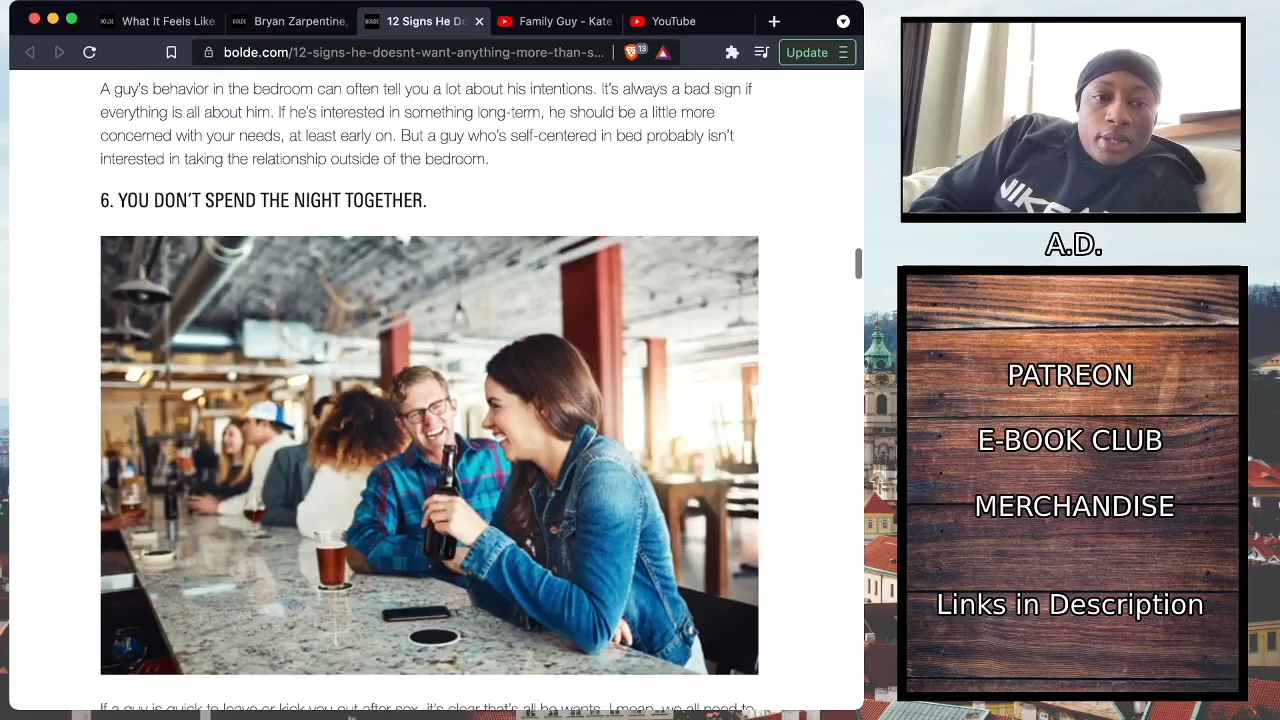 What It Feels Like
Bryan Zarpentine,
12 Signs He Do
Family Guy - Kate
YouTube
bolde.com/12-signs-he-doesnt-want-anything-more-than-s...
13
Update
A guy's behavior in the bedroom can often tell you a lot about his intentions. It's always a bad sign if
everything is all about him. If he's interested in something long-term, he should be a little more
concerned with your needs, at least early on. But a guy who's self-centered in bed probably isn't
interested in taking the relationship outside of the bedroom.
6. YOU DON'T SPEND THE NIGHT TOGETHER.
A.D.
PATREON
E-BOOK CLUB
MERCHANDISE
Links in Description